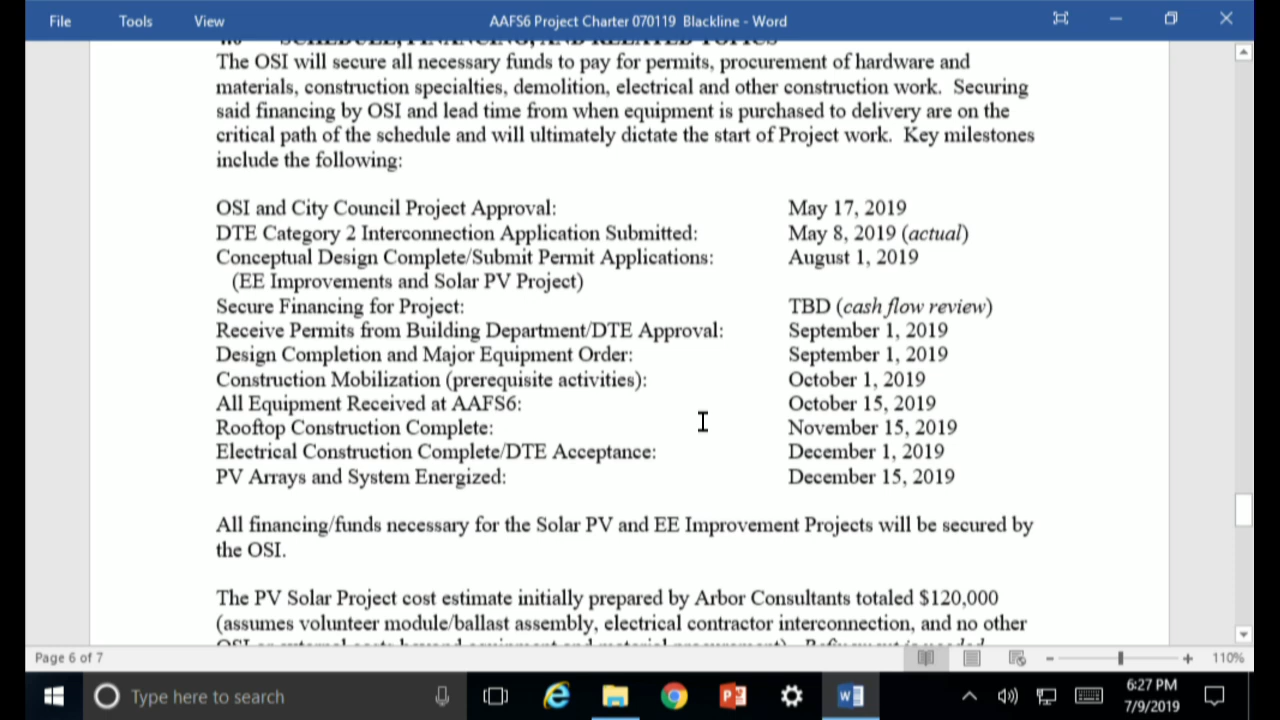 File Tools View AAFS6 Project Charter 070119 Blackline - Word
SCHEDULE, FINANCING, AND RELATED TOPICS
The OSI will secure all necessary funds to pay for permits, procurement of hardware and
materials, construction specialties, demolition, electrical and other construction work. Securing
said financing by OSI and lead time from when equipment is purchased to delivery are on the
critical path of the schedule and will ultimately dictate the start of Project work. Key milestones
include the following:
OSI and City Council Project Approval: May 17, 2019
DTE Category 2 Interconnection Application Submitted: May 8, 2019 (actual)
Conceptual Design Complete/Submit Permit Applications: August 1, 2019
(EE Improvements and Solar PV Project)
Secure Financing for Project: TBD (cash flow review)
Receive Permits from Building Department/DTE Approval: September 1, 2019
Design Completion and Major Equipment Order: September 1, 2019
Construction Mobilization (prerequisite activities): October 1, 2019
All Equipment Received at AAFS6: October 15, 2019
Rooftop Construction Complete: November 15, 2019
Electrical Construction Complete/DTE Acceptance: December 1, 2019
PV Arrays and System Energized: December 15, 2019
All financing/funds necessary for the Solar PV and EE Improvement Projects will be secured by
the OSI.
The PV Solar Project cost estimate initially prepared by Arbor Consultants totaled $120,000
(assumes volunteer module/ballast assembly, electrical contractor interconnection, and no other
Page 6 of 7 110%
Type here to search 6:27 PM
7/9/2019